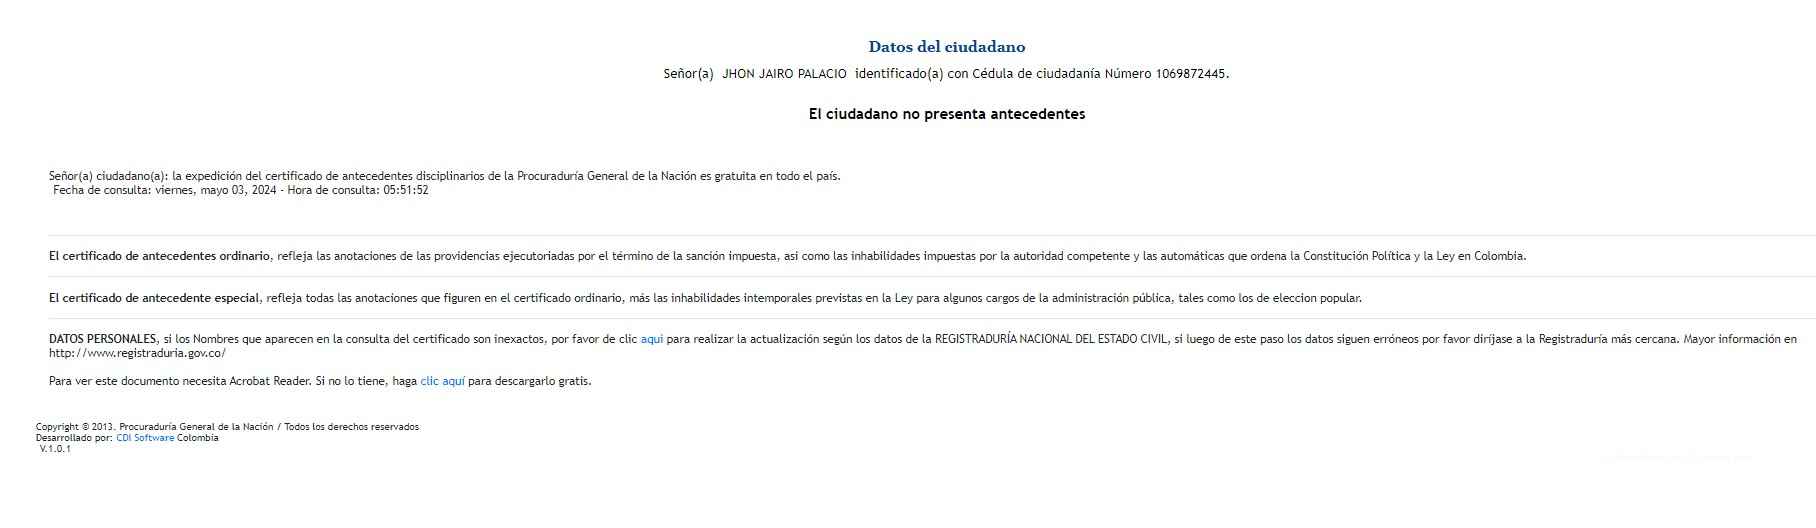 Datos del ciudadano
Señor(a) JHON JAIRO PALACIO identificado(a) con Cédula de ciudadanía Número 1069872445.
El ciudadano no presenta antecedentes
Señor(a) ciudadano(a): la expedición del certificado de antecedentes disciplinarios de la Procuraduría General de la Nación es gratuita en todo el país.
Fecha de consulta: viernes, mayo 03, 2024 - Hora de consulta: 05:51:52
El certificado de antecedentes ordinario, refleja las anotaciones de las providencias ejecutoriadas por el término de la sanción impuesta, asi como las inhabilidades impuestas por la autoridad competente y las automáticas que ordena la Constitución Política y la Ley en Colombia.
El certificado de antecedente especial, refleja todas las anotaciones que figuren en el certificado ordinario, más las inhabilidades intemporales previstas en la Ley para algunos cargos de la administración pública, tales como los de eleccion popular.
DATOS PERSONALES, si los Nombres que aparecen en la consulta del certificado son inexactos, por favor de clic aqui para realizar la actualización según los datos de la REGISTRADURÍA NACIONAL DEL ESTADO CIVIL, si luego de este paso los datos siguen erróneos por favor diríjase a la Registraduría más cercana. Mayor información en
http://www.registraduria.gov.co/
Para ver este documento necesita Acrobat Reader. Si no lo tiene, haga clic aquí para descargarlo gratis.
Copyright © 2013. Procuraduría General de la Nación / Todos los derechos reservados
Desarrollado por: CDI Software Colombia
V.1.0.1